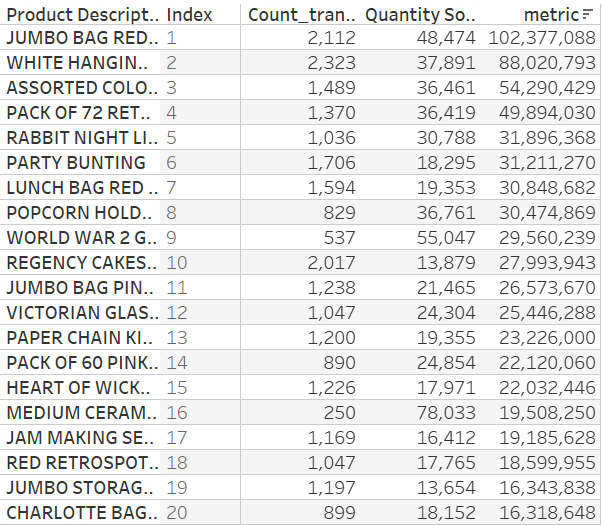 Product Descript.. Index Count_tran.. Quantity So.. metric
JUMBO BAG RED.. 1 2,112 48,474 102,377,088
WHITE HANGIN.. 2 2,323 37,891 88,020,793
ASSORTED COLO.. 3 1,489 36,461 54,290,429
PACK OF 72 RET.. 4 1,370 36,419 49,894,030
RABBIT NIGHT LI.. 5 1,036 30,788 31,896,368
PARTY BUNTING 6 1,706 18,295 31,211,270
LUNCH BAG RED .. 7 1,594 19,353 30,848,682
POPCORN HOLD.. 8 829 36,761 30,474,869
WORLD WAR 2 G.. 9 537 55,047 29,560,239
REGENCY CAKES.. 10 2,017 13,879 27,993,943
JUMBO BAG PIN.. 11 1,238 21,465 26,573,670
VICTORIAN GLAS.. 12 1,047 24,304 25,446,288
PAPER CHAIN KI.. 13 1,200 19,355 23,226,000
PACK OF 60 PINK.. 14 890 24,854 22,120,060
HEART OF WICK.. 15 1,226 17,971 22,032,446
MEDIUM CERAM.. 16 250 78,033 19,508,250
JAM MAKING SE.. 17 1,169 16,412 19,185,628
RED RETROSPOT.. 18 1,047 17,765 18,599,955
JUMBO STORAG.. 19 1,197 13,654 16,343,838
CHARLOTTE BAG.. 20 899 18,152 16,318,648